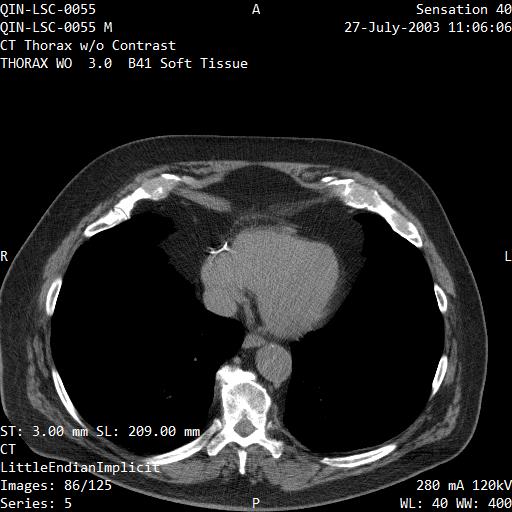 QIN-LSC-0055
A
Sensation 40
QIN-LSC-0055 M
27-July-2003 11:06:06
CT Thorax w/o Contrast
THORAX WO  3.0  B41 Soft Tissue
R
L
ST: 3.00 mm SL: 209.00 mm
CT
LittleEndianImplicit
Images: 86/125
280 mA 120kV
Series: 5
P
WL: 40 WW: 400